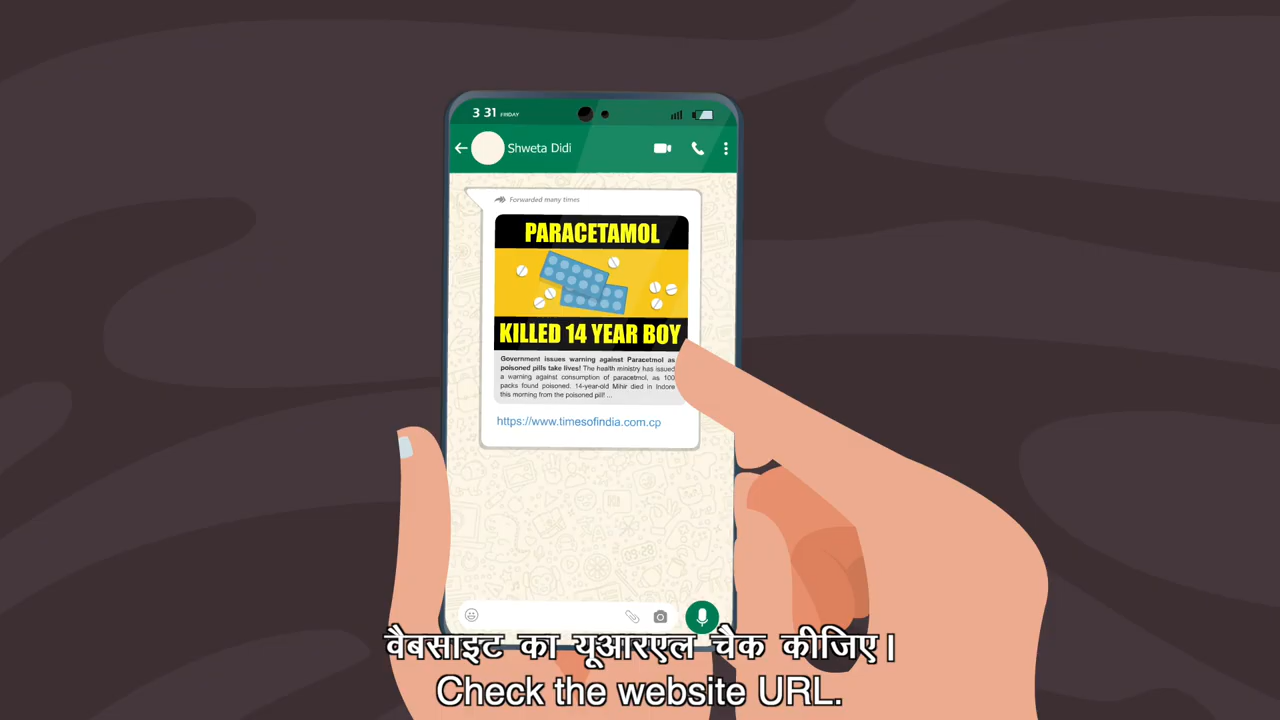 3 31 FRIDAY
Shweta Didi
Forwarded many times
PARACETAMOL
KILLED 14 YEAR BOY
Government issues warning against Paracetmol as
poisoned pills take lives! The health ministry has issued
a warning against consumption of paracetmol, as 100
packs found poisoned. 14-year-old Mihir died in Indore
this morning from the poisoned pill! ...
https://www.timesofindia.com.cp
09:28
वैबसाइट का यूआरएल चैक कीजिए।
Check the website URL.